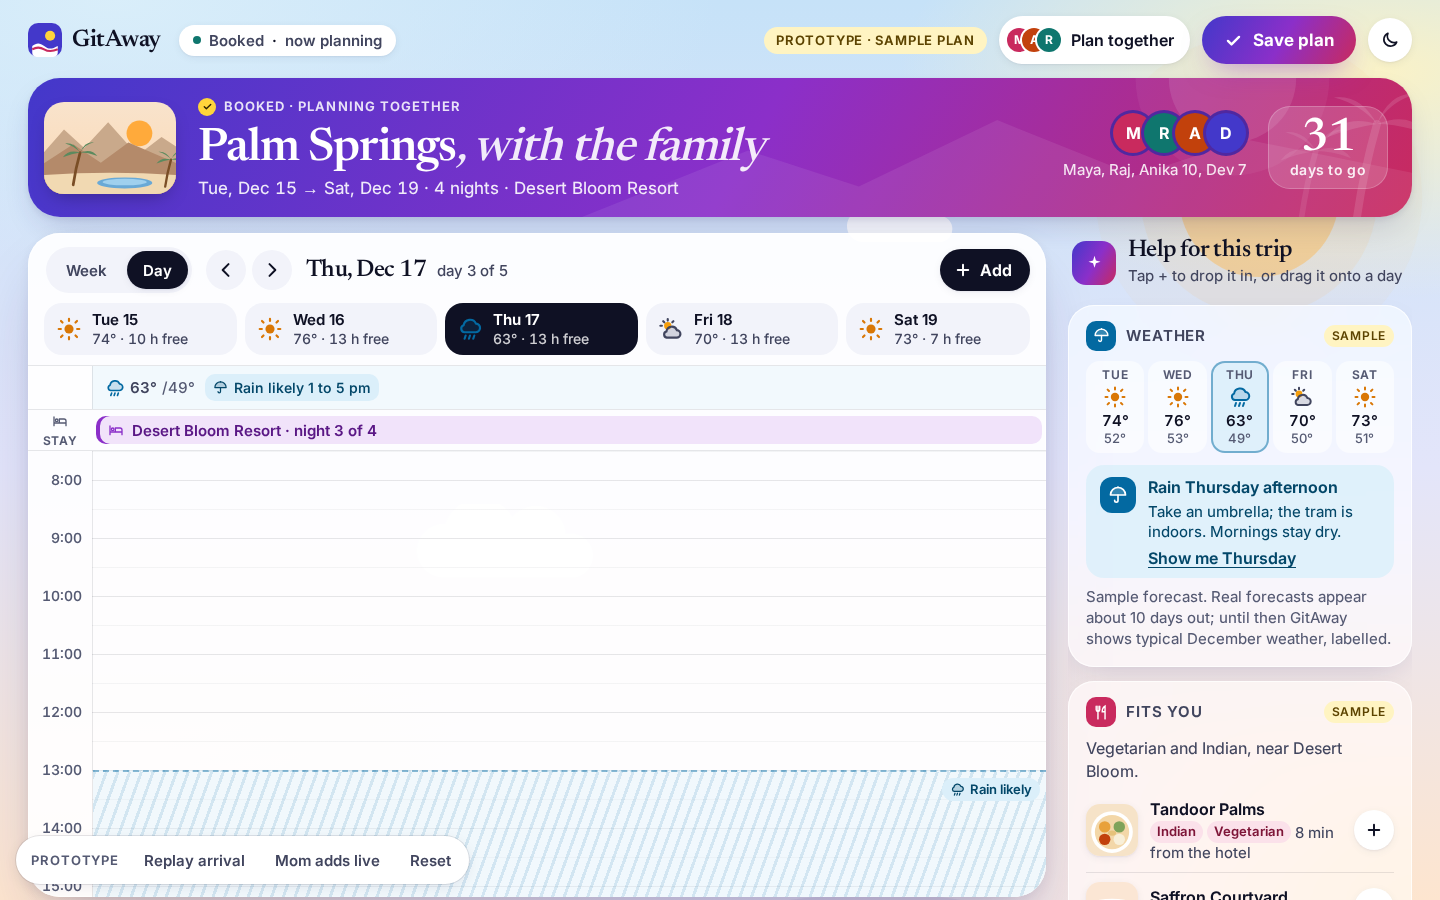 GitAway
Booked · now planning
PROTOTYPE · SAMPLE PLAN
A R
Plan together
Save plan
BOOKED · PLANNING TOGETHER
Palm Springs, with the family
Tue, Dec 15 → Sat, Dec 19 · 4 nights · Desert Bloom Resort
M R A D
Maya, Raj, Anika 10, Dev 7
31
days to go
Week
Day
Thu, Dec 17
day 3 of 5
+ Add
Tue 15
74° · 10 h free
Wed 16
76° · 13 h free
Thu 17
63° · 13 h free
Fri 18
70° · 13 h free
Sat 19
73° · 7 h free
63° /49°
Rain likely 1 to 5 pm
STAY
Desert Bloom Resort · night 3 of 4
8:00
9:00
10:00
11:00
12:00
13:00
Rain likely
14:00
15:00
PROTOTYPE
Replay arrival
Mom adds live
Reset
Help for this trip
Tap + to drop it in, or drag it onto a day
WEATHER
SAMPLE
TUE
74°
52°
WED
76°
53°
THU
63°
49°
FRI
70°
50°
SAT
73°
51°
Rain Thursday afternoon
Take an umbrella; the tram is
indoors. Mornings stay dry.
Show me Thursday
Sample forecast. Real forecasts appear
about 10 days out; until then GitAway
shows typical December weather, labelled.
FITS YOU
SAMPLE
Vegetarian and Indian, near Desert
Bloom.
Tandoor Palms
Indian Vegetarian 8 min
from the hotel
+
Saffron Courtyard